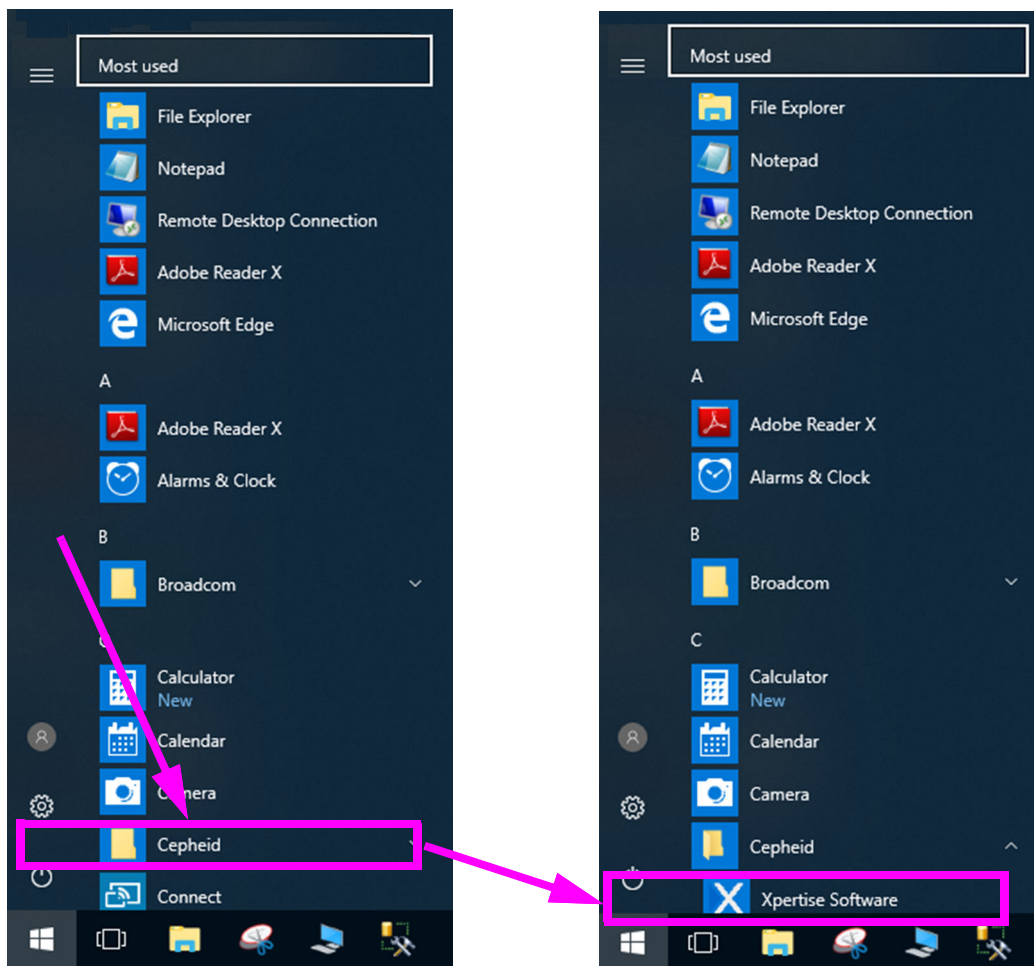 Most used
File Explorer
Notepad
Remote Desktop Connection
Adobe Reader X
Microsoft Edge
A
Adobe Reader X
Alarms & Clock
B
Broadcom
C
Calculator
New
Calendar
Camera
Cepheid
Connect
Most used
File Explorer
Notepad
Remote Desktop Connection
Adobe Reader X
Microsoft Edge
A
Adobe Reader X
Alarms & Clock
B
Broadcom
C
Calculator
New
Calendar
Camera
Cepheid
Xpertise Software